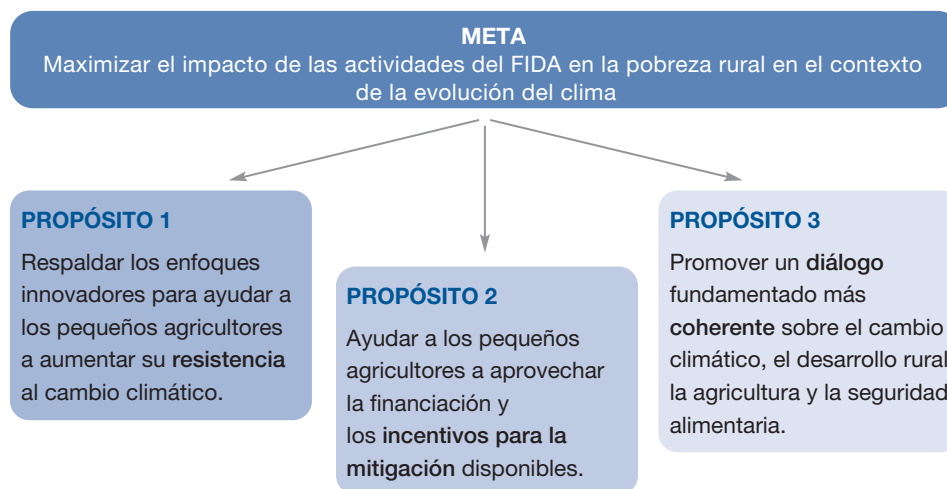 META
Maximizar el impacto de las actividades del FIDA en la pobreza rural en el contexto
de la evolución del clima
PROPÓSITO 1
Respaldar los enfoques
innovadores para ayudar a
los pequeños agricultores
a aumentar su resistencia
al cambio climático.
PROPÓSITO 2
Ayudar a los pequeños
agricultores a aprovechar
la financiación y
los incentivos para la
mitigación disponibles.
PROPÓSITO 3
Promover un diálogo
fundamentado más
coherente sobre el cambio
climático, el desarrollo rural
la agricultura y la seguridad
alimentaria.